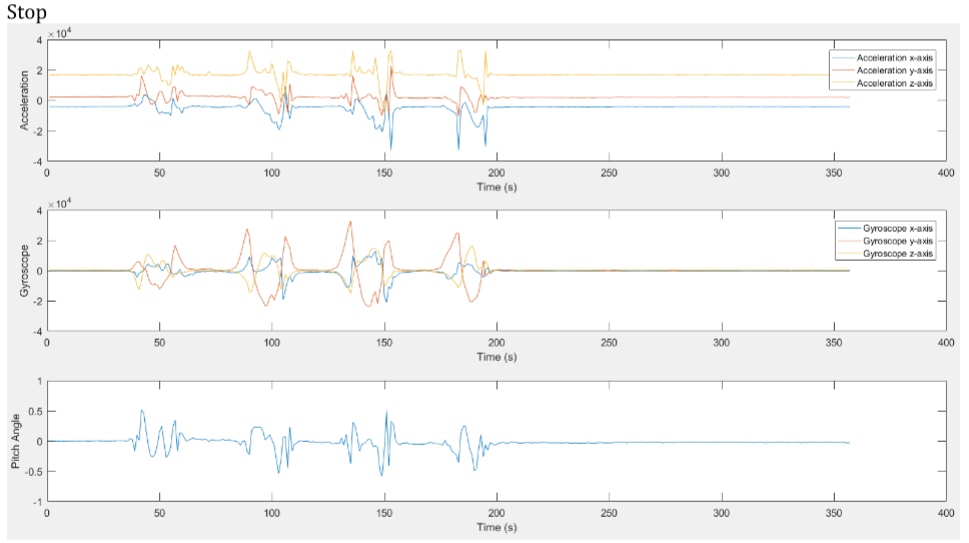 Stop
×10⁴
4
2
0
-2
-4
Acceleration
Acceleration x-axis
Acceleration y-axis
Acceleration z-axis
0 50 100 150 200 250 300 350 400
Time (s)
×10⁴
4
2
0
-2
-4
Gyroscope
Gyroscope x-axis
Gyroscope y-axis
Gyroscope z-axis
0 50 100 150 200 250 300 350 400
Time (s)
1
0.5
0
-0.5
-1
Pitch Angle
0 50 100 150 200 250 300 350 400
Time (s)